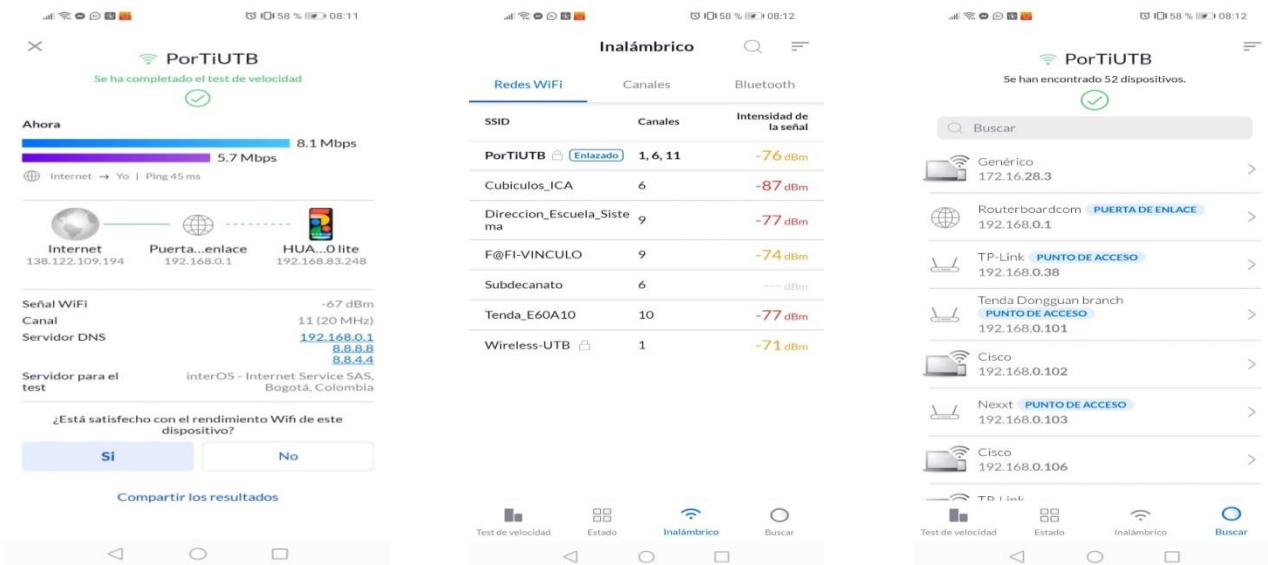 58 % 08:11
PorTiUTB
Se ha completado el test de velocidad
Ahora
8.1 Mbps
5.7 Mbps
Internet → Yo | Ping 45 ms
Internet Puerta...enlace HUA...0 lite
138.122.109.194 192.168.0.1 192.168.83.248
Señal WiFi -67 dBm
Canal 11 (20 MHz)
Servidor DNS 192.168.0.1
8.8.8.8
8.8.4.4
Servidor para el test interOS - Internet Service SAS, Bogotá, Colombia
¿Está satisfecho con el rendimiento Wifi de este
dispositivo?
Si No
Compartir los resultados
58 % 08:12
Inalámbrico
Redes WiFi Canales Bluetooth
SSID Canales Intensidad de la señal
PorTiUTB Enlazado 1, 6, 11 -76 dBm
Cubiculos_ICA 6 -87 dBm
Direccion_Escuela_Sistema 9 -77 dBm
F@FI-VINCULO 9 -74 dBm
Subdecanato 6 --- dBm
Tenda_E60A10 10 -77 dBm
Wireless-UTB 1 -71 dBm
Test de velocidad Estado Inalámbrico Buscar
58 % 08:12
PorTiUTB
Se han encontrado 52 dispositivos.
Buscar
Genérico
172.16.28.3
Routerboardcom PUERTA DE ENLACE
192.168.0.1
TP-Link PUNTO DE ACCESO
192.168.0.38
Tenda Dongguan branch
PUNTO DE ACCESO
192.168.0.101
Cisco
192.168.0.102
Nexxt PUNTO DE ACCESO
192.168.0.103
Cisco
192.168.0.106
TP-Link
Test de velocidad Estado Inalámbrico Buscar